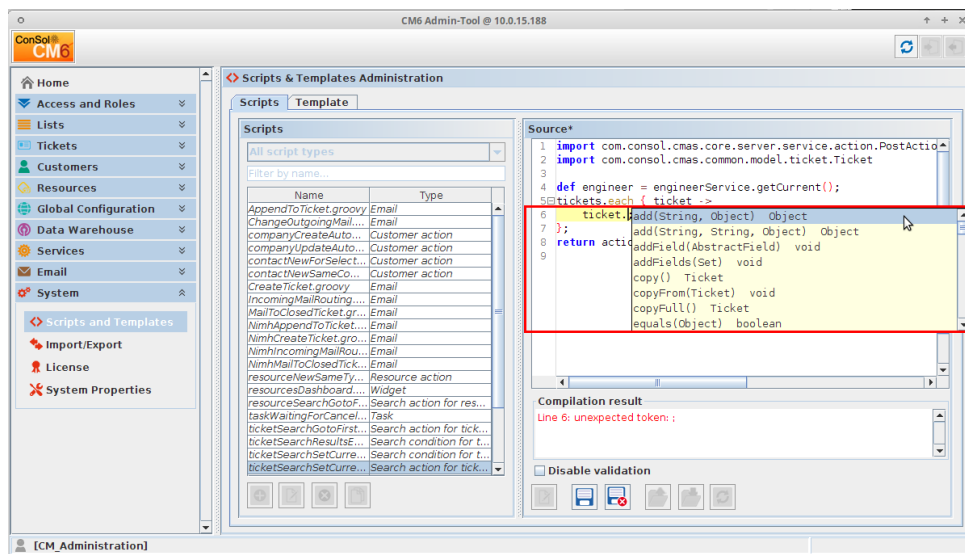 CM6 Admin-Tool @ 10.0.15.188
ConSol
CM6
Home
Access and Roles
Lists
Tickets
Customers
Resources
Global Configuration
Data Warehouse
Services
Email
System
Scripts and Templates
Import/Export
License
System Properties
Scripts & Templates Administration
Scripts Template
Scripts
All script types
Filter by name...
Name Type
AppendToTicket.groovy Email
ChangeOutgoingMail.... Email
companyCreateAuto... Customer action
companyUpdateAuto... Customer action
contactNewForSelect... Customer action
contactNewSameCo... Customer action
CreateTicket.groovy Email
IncomingMailRouting.... Email
MailToClosedTicket.gr... Email
NimhAppendToTicket.... Email
NimhCreateTicket.gro... Email
NimhIncomingMailRou... Email
NimhMailToClosedTick... Email
resourceNewSameTy... Resource action
resourcesDashboard.... Widget
resourceSearchGotoF... Search action for res...
taskWaitingForCancel... Task
ticketSearchGotoFirst... Search action for tick...
ticketSearchResultsE... Search condition for t...
ticketSearchSetCurre... Search condition for t...
ticketSearchSetCurre... Search action for tick...
Source*
1 import com.consol.cmas.core.server.service.action.PostActio
2 import com.consol.cmas.common.model.ticket.Ticket
3
4 def engineer = engineerService.getCurrent();
5 tickets.each { ticket ->
6 ticket.;
7 };
8 return actio
9
add(String, Object) Object
add(String, String, Object) Object
addField(AbstractField) void
addFields(Set) void
copy() Ticket
copyFrom(Ticket) void
copyFull() Ticket
equals(Object) boolean
Compilation result
Line 6: unexpected token: ;
Disable validation
[CM_Administration]